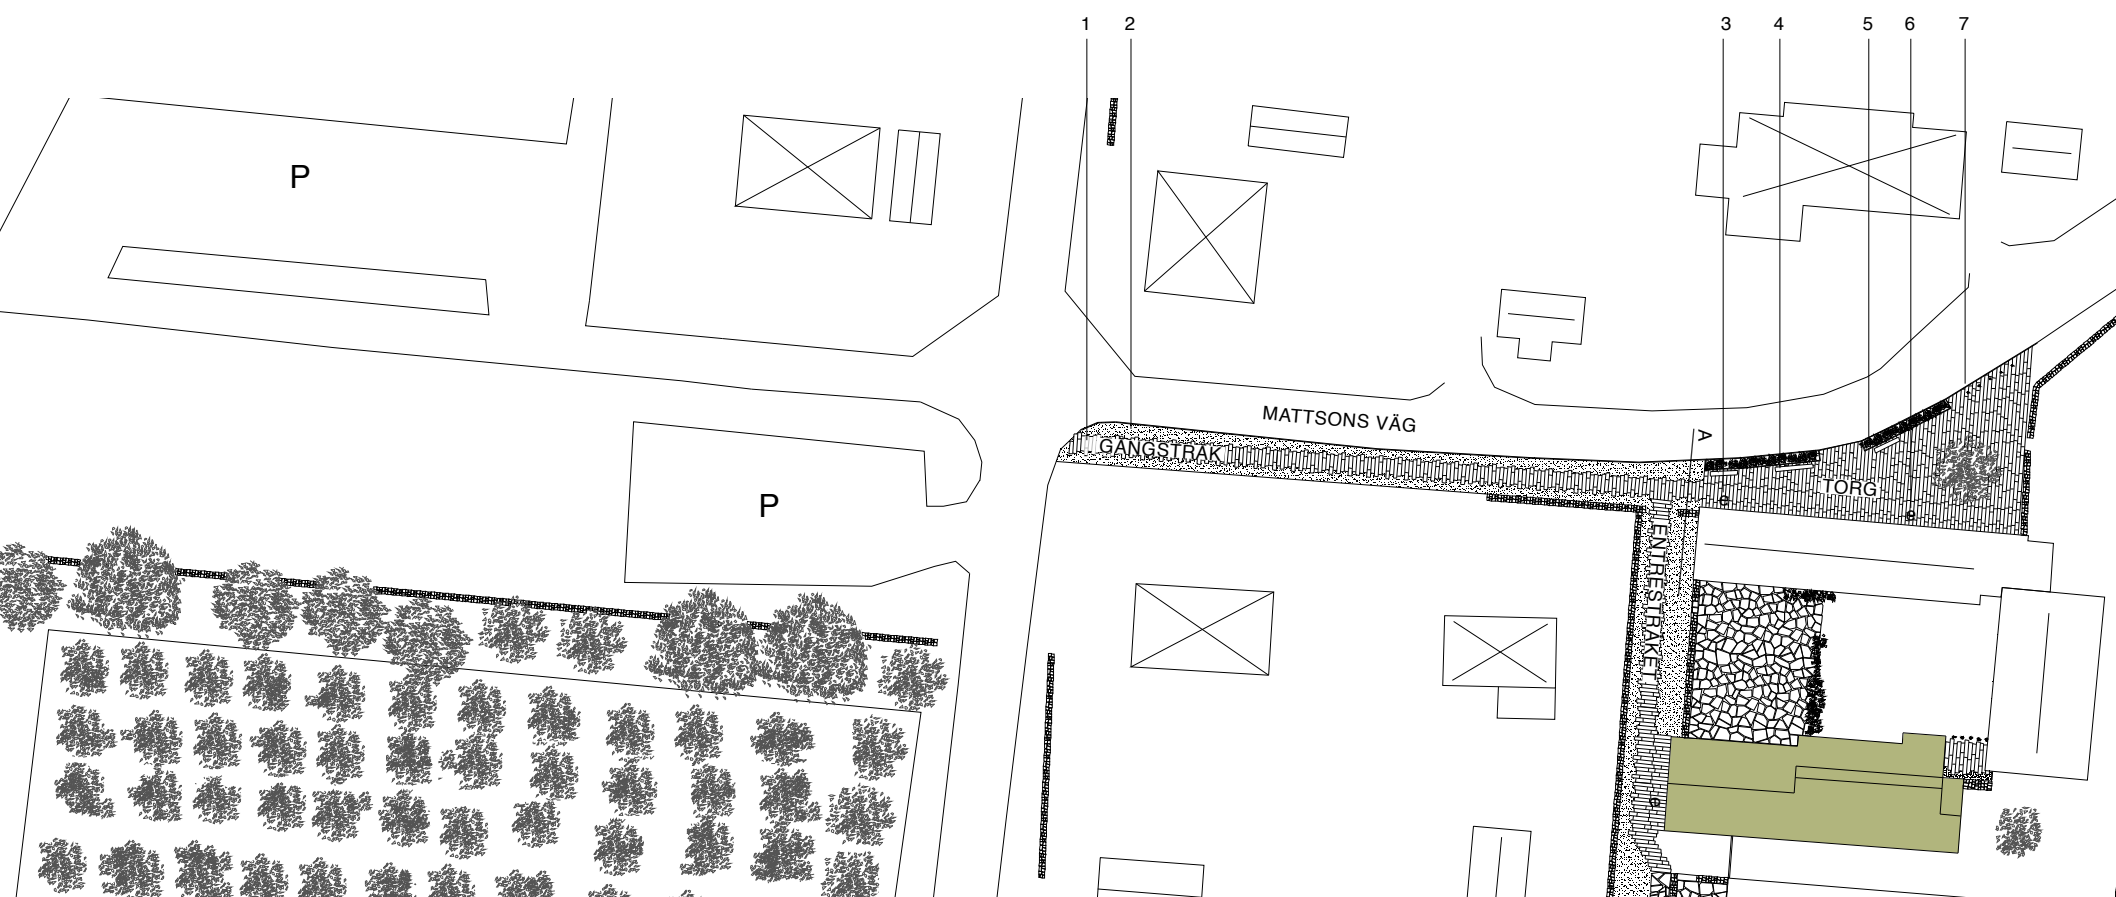 1 2 3 4 5 6 7
P
MATTSONS VÄG
A
GÅNGSTRÅK
TORG
e
e
P
ENTRÉSTRÅKET
e